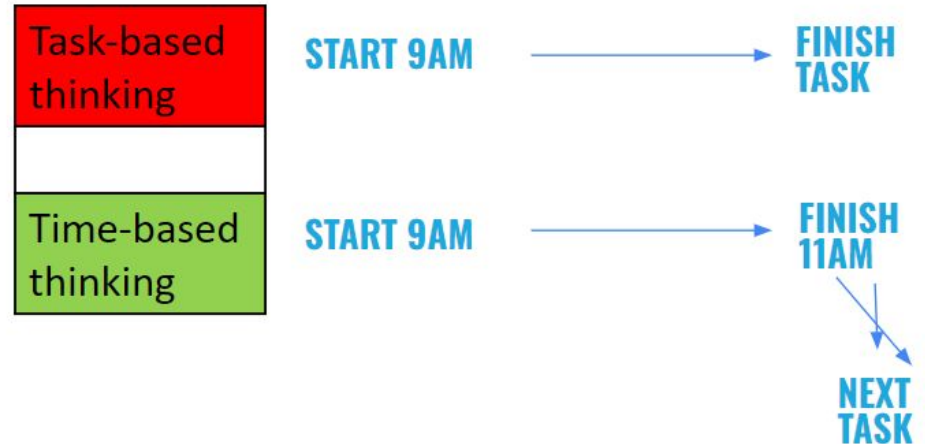 Task-based
thinking
START 9AM
FINISH
TASK
Time-based
thinking
START 9AM
FINISH
11AM
NEXT
TASK